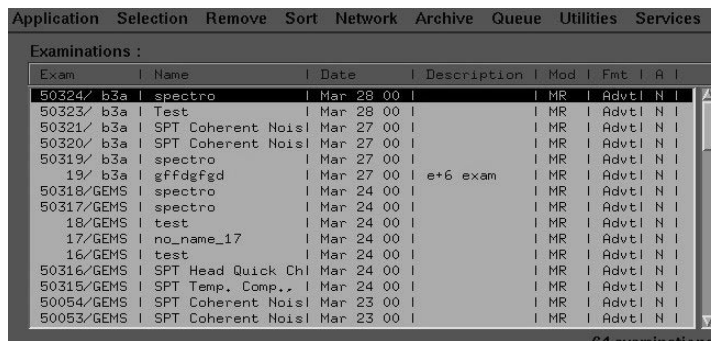 Application Selection Remove Sort Network Archive Queue Utilities Services
Examinations :
Exam | Name | Date | Description | Mod | Fmt | A |
50324/ b3a | spectro | Mar 28 00 | | MR | Advt| N |
50323/ b3a | Test | Mar 28 00 | | MR | Advt| N |
50321/ b3a | SPT Coherent Nois| Mar 27 00 | | MR | Advt| N |
50320/ b3a | SPT Coherent Nois| Mar 27 00 | | MR | Advt| N |
50319/ b3a | spectro | Mar 27 00 | | MR | Advt| N |
19/ b3a | gffdgfgd | Mar 27 00 | e+6 exam | MR | Advt| N |
50318/GEMS | spectro | Mar 24 00 | | MR | Advt| N |
50317/GEMS | spectro | Mar 24 00 | | MR | Advt| N |
18/GEMS | test | Mar 24 00 | | MR | Advt| N |
17/GEMS | no_name_17 | Mar 24 00 | | MR | Advt| N |
16/GEMS | test | Mar 24 00 | | MR | Advt| N |
50316/GEMS | SPT Head Quick Ch| Mar 24 00 | | MR | Advt| N |
50315/GEMS | SPT Temp. Comp., | Mar 24 00 | | MR | Advt| N |
50054/GEMS | SPT Coherent Nois| Mar 23 00 | | MR | Advt| N |
50053/GEMS | SPT Coherent Nois| Mar 23 00 | | MR | Advt| N |